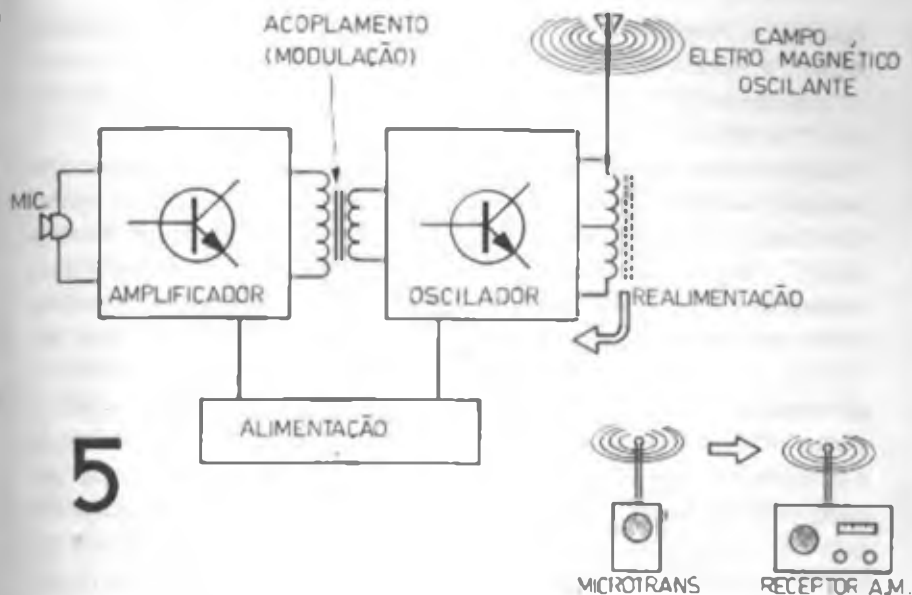 ACOPLAMENTO
(MODULAÇÃO)
CAMPO
ELETRO MAGNÉTICO
OSCILANTE
MIC.
AMPLIFICADOR
OSCILADOR
REALIMENTAÇÃO
ALIMENTAÇÃO
5
MICROTRANS
RECEPTOR A.M.